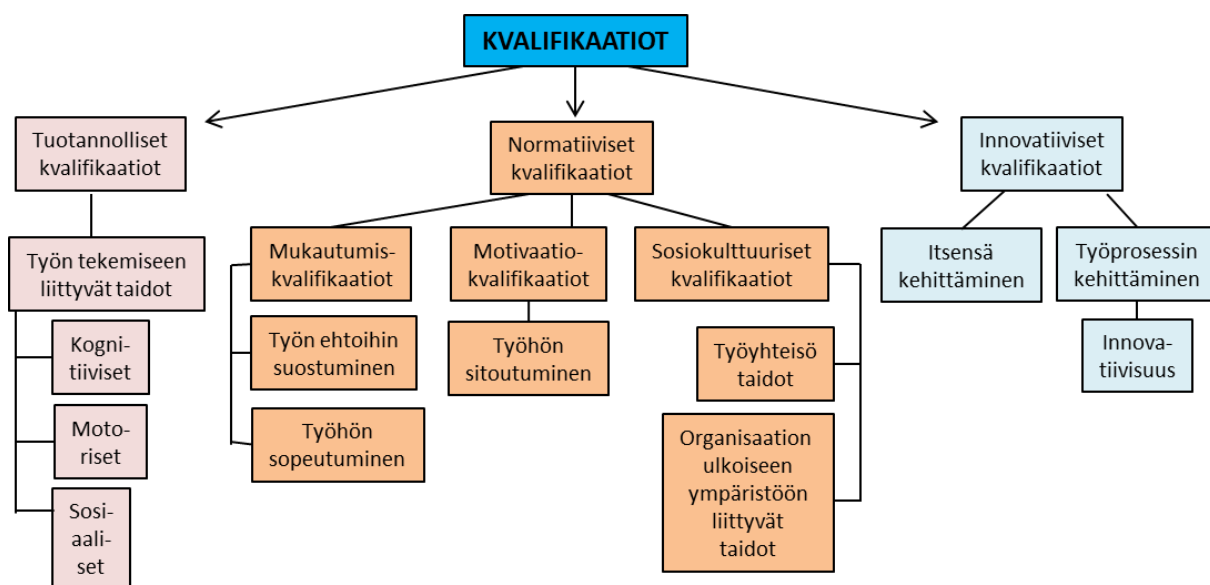 KVALIFIKAATIOT
Tuotannolliset
kvalifikaatiot
Normatiiviset
kvalifikaatiot
Innovatiiviset
kvalifikaatiot
Työn tekemiseen
liittyvät taidot
Kogni-
tiiviset
Moto-
riset
Sosi-
aali-
set
Mukautumis-
kvalifikaatiot
Työn ehtoihin
suostuminen
Työhön
sopeutuminen
Motivaatio-
kvalifikaatiot
Työhön
sitoutuminen
Sosiokulttuuriset
kvalifikaatiot
Työyhteisö
taidot
Organisaation
ulkoiseen
ympäristöön
liittyvät
taidot
Itsensä
kehittäminen
Työprosessin
kehittäminen
Innova-
tiivisuus